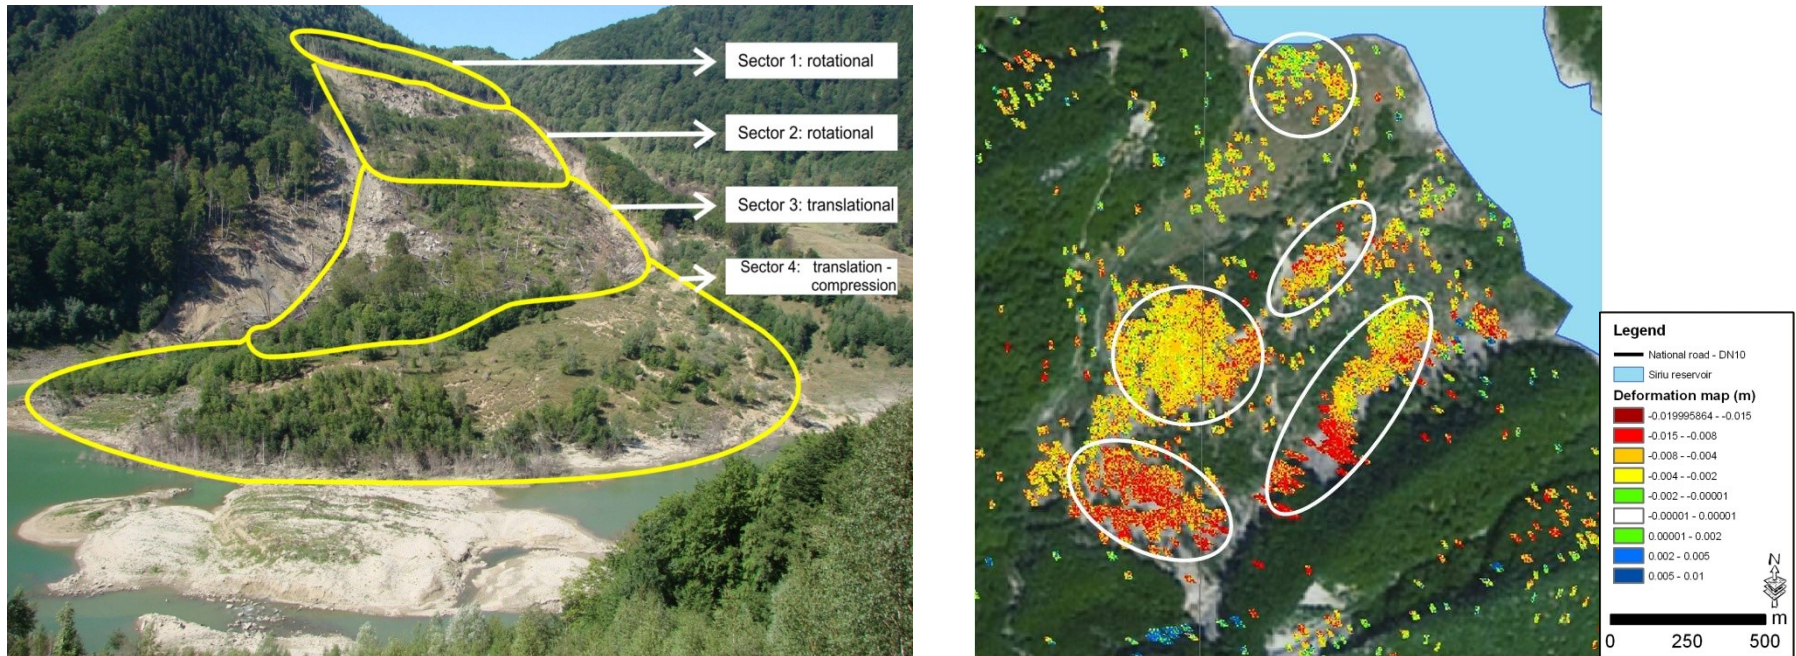 Sector 1: rotational
Sector 2: rotational
Sector 3: translational
Sector 4: translation -
compression
Legend
National road - DN10
Siriu reservoir
Deformation map (m)
-0.019995864 - -0.015
-0.015 - -0.008
-0.008 - -0.004
-0.004 - -0.002
-0.002 - -0.00001
-0.00001 - 0.00001
0.00001 - 0.002
0.002 - 0.005
0.005 - 0.01
N
m
0 250 500